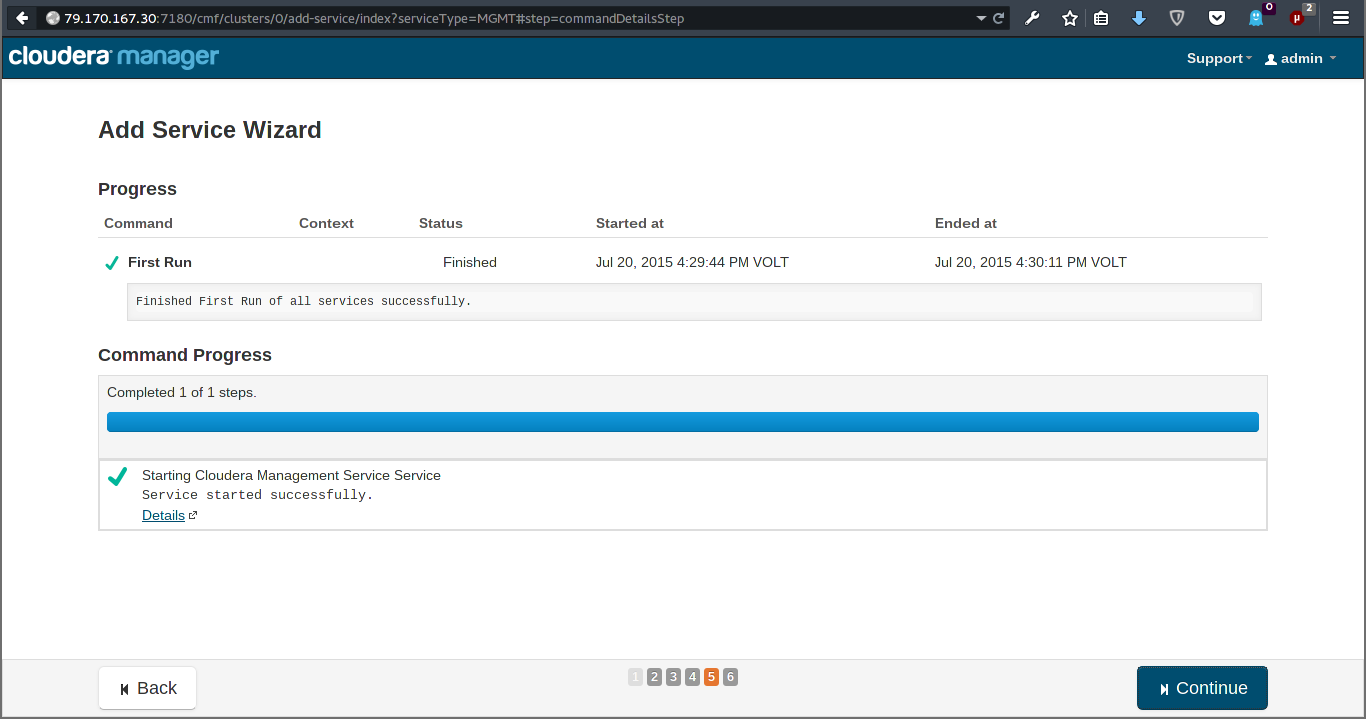 79.170.167.30:7180/cmf/clusters/0/add-service/index?serviceType=MGMT#step=commandDetailsStep
0
µ 2
cloudera manager
Support admin
Add Service Wizard
Progress
Command Context Status Started at Ended at
First Run Finished Jul 20, 2015 4:29:44 PM VOLT Jul 20, 2015 4:30:11 PM VOLT
Finished First Run of all services successfully.
Command Progress
Completed 1 of 1 steps.
Starting Cloudera Management Service Service
Service started successfully.
Details
Back 1 2 3 4 5 6 Continue